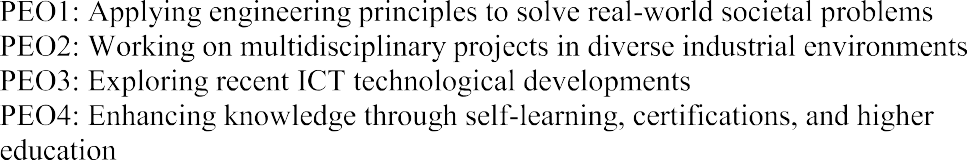 PEO1: Applying engineering principles to solve real-world societal problems
PEO2: Working on multidisciplinary projects in diverse industrial environments
PEO3: Exploring recent ICT technological developments
PEO4: Enhancing knowledge through self-learning, certifications, and higher
education